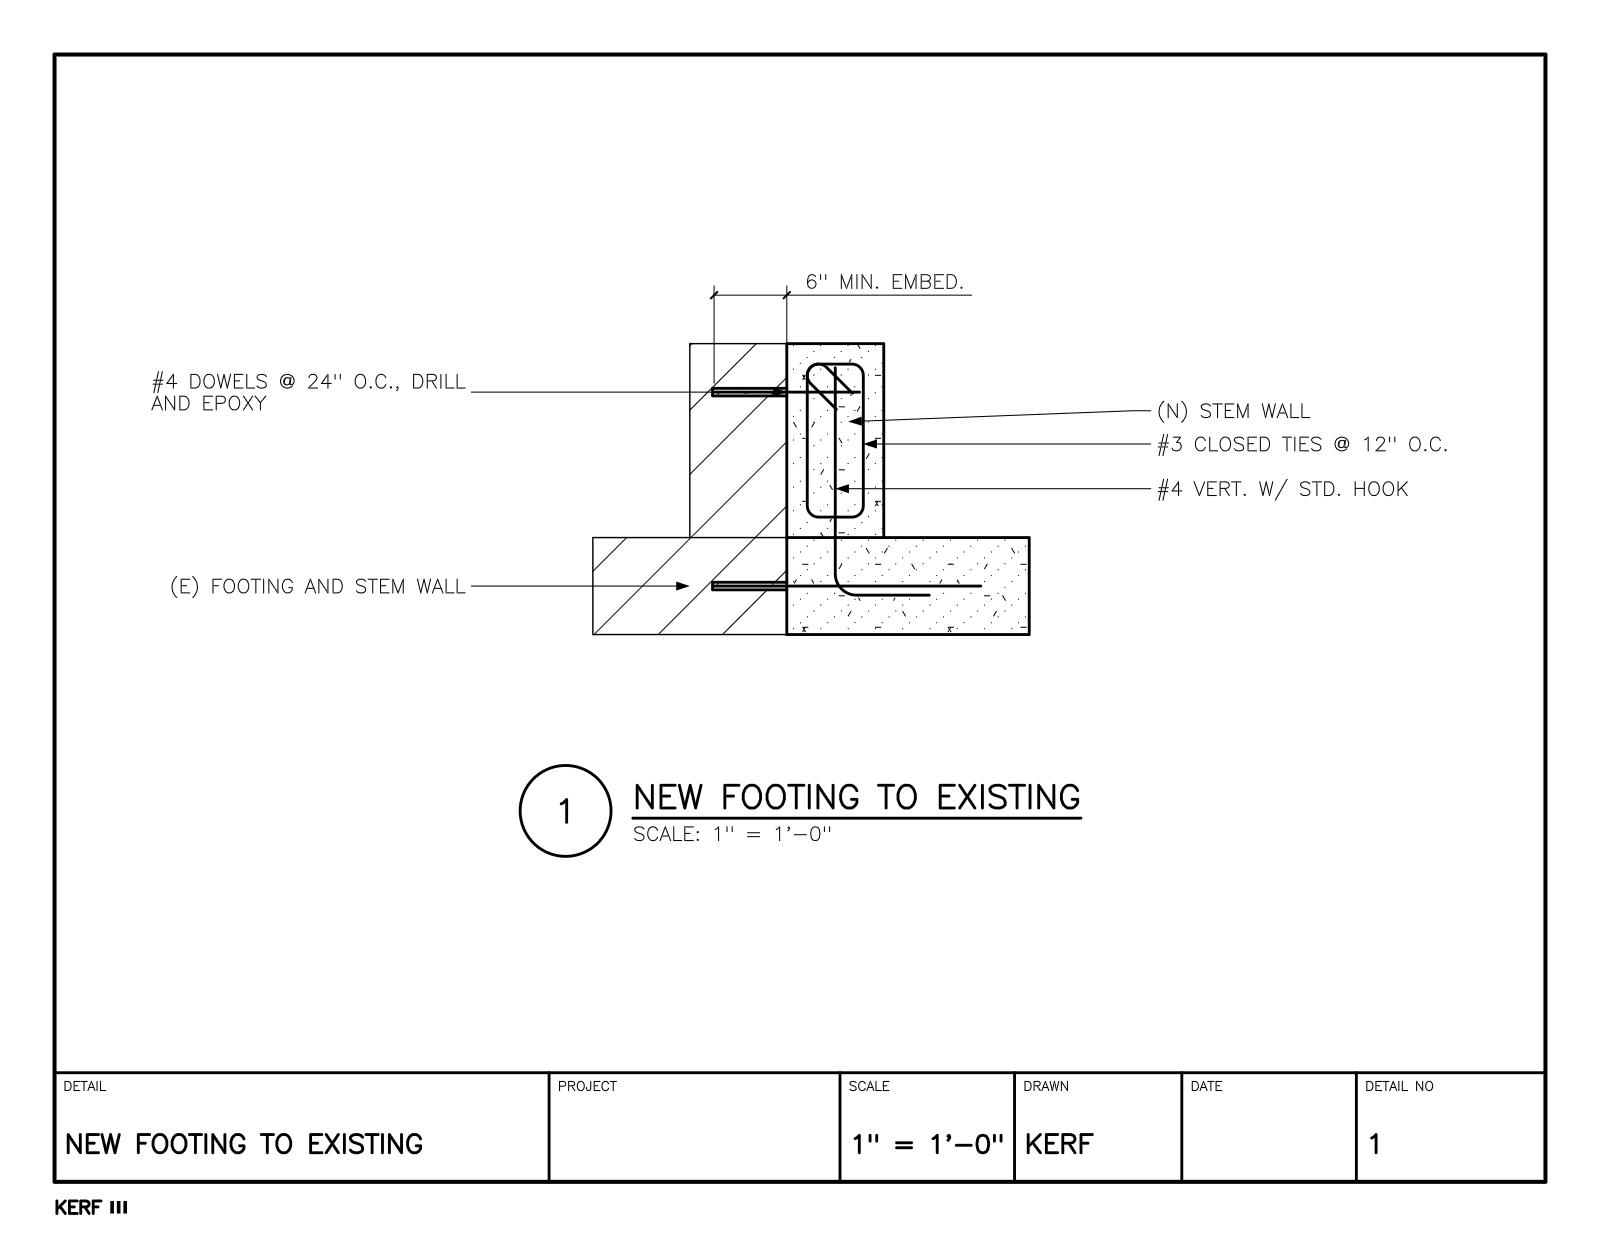 6" MIN. EMBED.
#4 DOWELS @ 24" O.C., DRILL
AND EPOXY
(N) STEM WALL
#3 CLOSED TIES @ 12" O.C.
#4 VERT. W/ STD. HOOK
(E) FOOTING AND STEM WALL
1
NEW FOOTING TO EXISTING
SCALE: 1" = 1'-0"
DETAIL
NEW FOOTING TO EXISTING
PROJECT
SCALE
1" = 1'-0"
DRAWN
KERF
DATE
DETAIL NO
1
KERF III